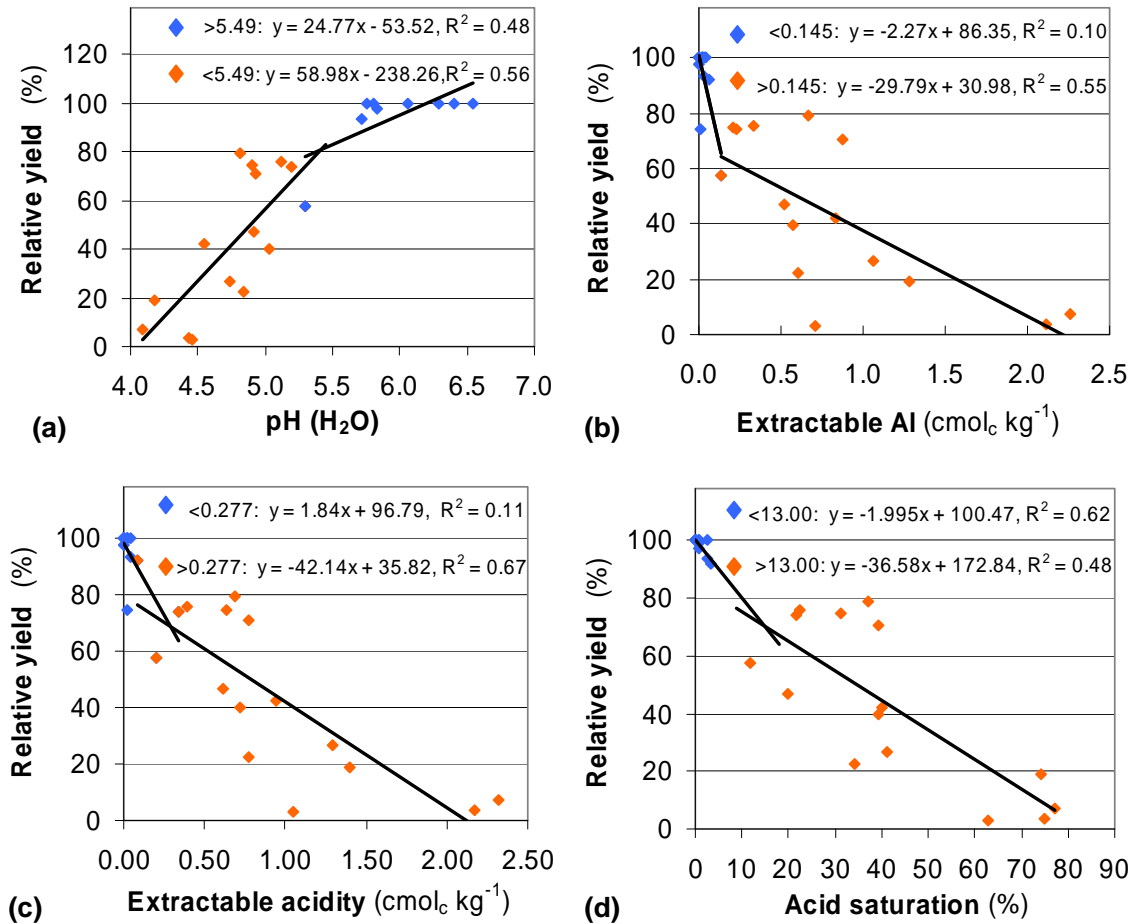 >5.49: y = 24.77x - 53.52, R² = 0.48
<5.49: y = 58.98x - 238.26,R² = 0.56
120
100
80
60
40
20
0
Relative yield (%)
4.0 4.5 5.0 5.5 6.0 6.5 7.0
pH (H₂O)
(a)
<0.145: y = -2.27x + 86.35, R² = 0.10
>0.145: y = -29.79x + 30.98, R² = 0.55
120
100
80
60
40
20
0
Relative yield (%)
0.0 0.5 1.0 1.5 2.0 2.5
Extractable Al (cmol꜀ kg⁻¹)
(b)
<0.277: y = 1.84x + 96.79, R² = 0.11
>0.277: y = -42.14x + 35.82, R² = 0.67
120
100
80
60
40
20
0
Relative yield (%)
0.00 0.50 1.00 1.50 2.00 2.50
Extractable acidity (cmol꜀ kg⁻¹)
(c)
<13.00: y = -1.995x + 100.47, R² = 0.62
>13.00: y = -36.58x + 172.84, R² = 0.48
120
100
80
60
40
20
0
Relative yield (%)
0 10 20 30 40 50 60 70 80 90
Acid saturation (%)
(d)